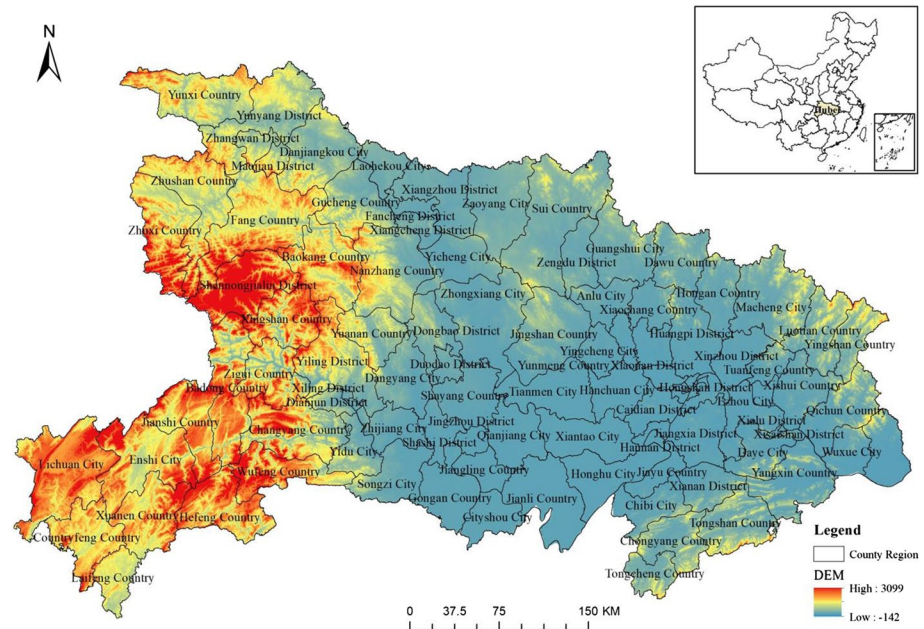 N
Hubei
Yunxi Country
Yunyang District
Zhangwan District
Danjiangkou City
Maojian District
Laohekou City
Zhushan Country
Xiangzhou District
Gucheng Country
Zaoyang City
Sui Country
Fancheng District
Fang Country
Zhuxi Country
Xiangcheng District
Guangshui City
Baokang Country
Yicheng City
Zengdu District
Dawu Country
Nanzhang Country
Shennongjialin District
Zhongxiang City
Anlu City
Hongan Country
Xiaochang Country
Macheng City
Xingshan Country
Yuanan Country
Dongbao District
Jingshan Country
Huangpi District
Luotian Country
Yingshan Country
Yingcheng City
Xinzhou District
Yiling District
Duodao District
Yunmeng Country
Xiaonan District
Tuanfeng Country
Zigui Country
Dangyang City
Badong Country
Xiling District
Shayang Country
Tianmen City
Hanchuan City
Hongshan District
Xishui Country
Dianjun District
Ezhou City
Caidian District
Qichun Country
Jianshi Country
Changyang Country
Zhijiang City
Jingzhou District
Xialu District
Shashi District
Qianjiang City
Xiantao City
Jiangxia District
Xisaishan District
Hannan District
Enshi City
Yidu City
Daye City
Wuxue City
Lichuan City
Wufeng Country
Jiangling Country
Honghu City
Jiayu Country
Yangxin Country
Songzi City
Xianan District
Gongan Country
Jianli Country
Chibi City
Xuanen Country
Hefeng Country
Cityshou City
Tongshan Country
Chongyang Country
Laifeng Country
Tongcheng Country
Legend
County Region
DEM
High : 3099
Low : -142
0 37.5 75 150 KM